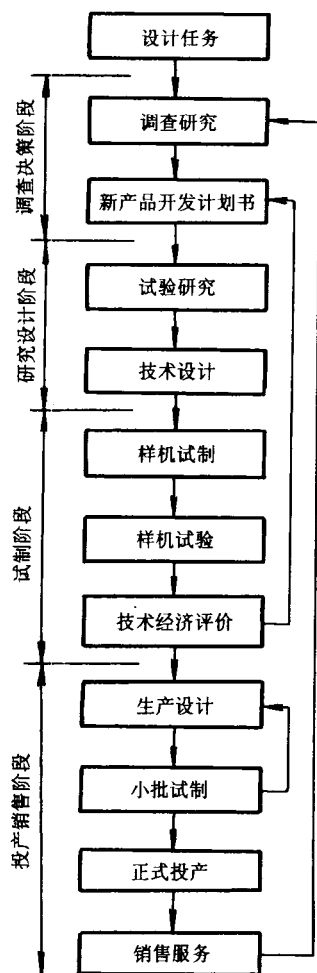 设计任务
调查决策阶段
调查研究
新产品开发计划书
研究设计阶段
试验研究
技术设计
试制阶段
样机试制
样机试验
技术经济评价
投产销售阶段
生产设计
小批试制
正式投产
销售服务